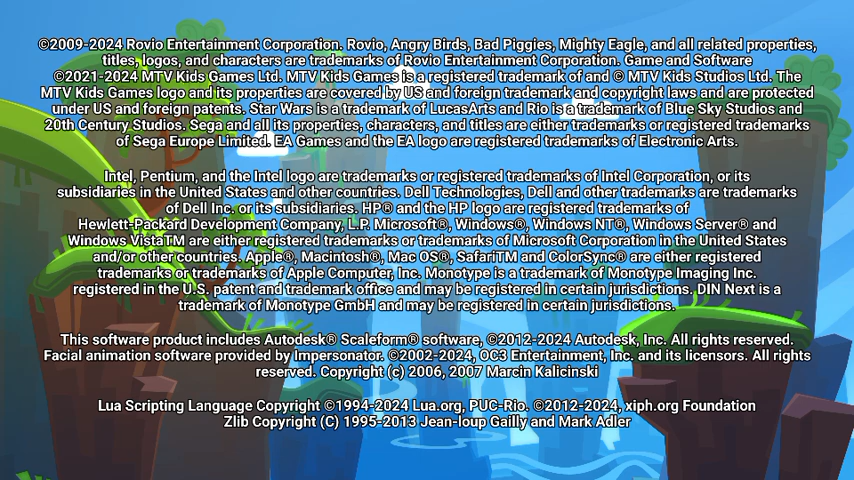 ©2009-2024 Rovio Entertainment Corporation. Rovio, Angry Birds, Bad Piggies, Mighty Eagle, and all related properties,
titles, logos, and characters are trademarks of Rovio Entertainment Corporation. Game and Software
©2021-2024 MTV Kids Games Ltd. MTV Kids Games is a registered trademark of and © MTV Kids Studios Ltd. The
MTV Kids Games logo and its properties are covered by US and foreign trademark and copyright laws and are protected
under US and foreign patents. Star Wars is a trademark of LucasArts and Rio is a trademark of Blue Sky Studios and
20th Century Studios. Sega and all its properties, characters, and titles are either trademarks or registered trademarks
of Sega Europe Limited. EA Games and the EA logo are registered trademarks of Electronic Arts.
Intel, Pentium, and the Intel logo are trademarks or registered trademarks of Intel Corporation, or its
subsidiaries in the United States and other countries. Dell Technologies, Dell and other trademarks are trademarks
of Dell Inc. or its subsidiaries. HP® and the HP logo are registered trademarks of
Hewlett-Packard Development Company, L.P. Microsoft®, Windows®, Windows NT®, Windows Server® and
Windows VistaTM are either registered trademarks or trademarks of Microsoft Corporation in the United States
and/or other countries. Apple®, Macintosh®, Mac OS®, SafariTM and ColorSync® are either registered
trademarks or trademarks of Apple Computer, Inc. Monotype is a trademark of Monotype Imaging Inc.
registered in the U.S. patent and trademark office and may be registered in certain jurisdictions. DIN Next is a
trademark of Monotype GmbH and may be registered in certain jurisdictions.
This software product includes Autodesk® Scaleform® software, ©2012-2024 Autodesk, Inc. All rights reserved.
Facial animation software provided by Impersonator. ©2002-2024, OC3 Entertainment, Inc. and its licensors. All rights
reserved. Copyright (c) 2006, 2007 Marcin Kalicinski
Lua Scripting Language Copyright ©1994-2024 Lua.org, PUC-Rio. ©2012-2024, xiph.org Foundation
Zlib Copyright (C) 1995-2013 Jean-loup Gailly and Mark Adler